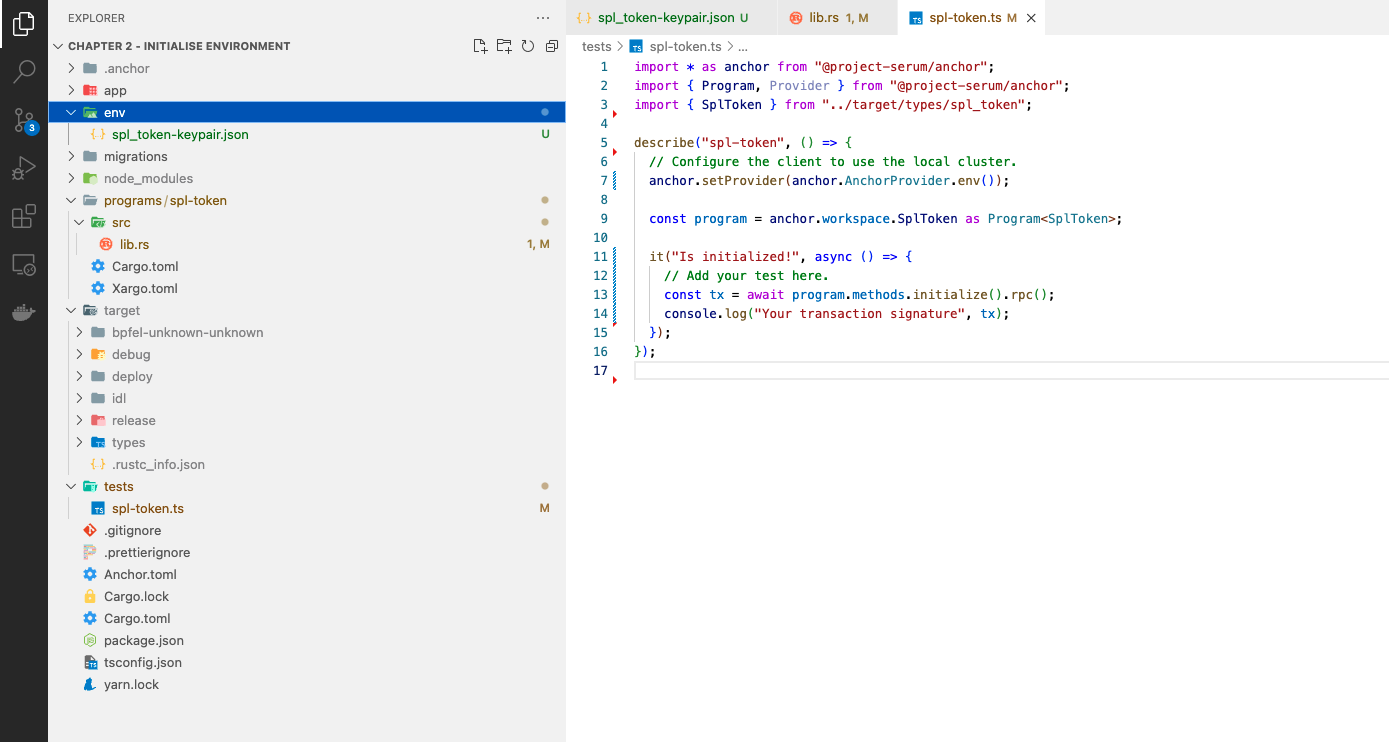 EXPLORER
CHAPTER 2 - INITIALISE ENVIRONMENT
.anchor
app
env
spl_token-keypair.json U
migrations
node_modules
programs / spl-token
src
lib.rs 1, M
Cargo.toml
Xargo.toml
target
bpfel-unknown-unknown
debug
deploy
idl
release
types
.rustc_info.json
tests
spl-token.ts M
.gitignore
.prettierignore
Anchor.toml
Cargo.lock
Cargo.toml
package.json
tsconfig.json
yarn.lock
3
spl_token-keypair.json U lib.rs 1, M spl-token.ts M
tests > spl-token.ts > ...
1 import * as anchor from "@project-serum/anchor";
2 import { Program, Provider } from "@project-serum/anchor";
3 import { SplToken } from "../target/types/spl_token";
4
5 describe("spl-token", () => {
6 // Configure the client to use the local cluster.
7 anchor.setProvider(anchor.AnchorProvider.env());
8
9 const program = anchor.workspace.SplToken as Program<SplToken>;
10
11 it("Is initialized!", async () => {
12 // Add your test here.
13 const tx = await program.methods.initialize().rpc();
14 console.log("Your transaction signature", tx);
15 });
16 });
17